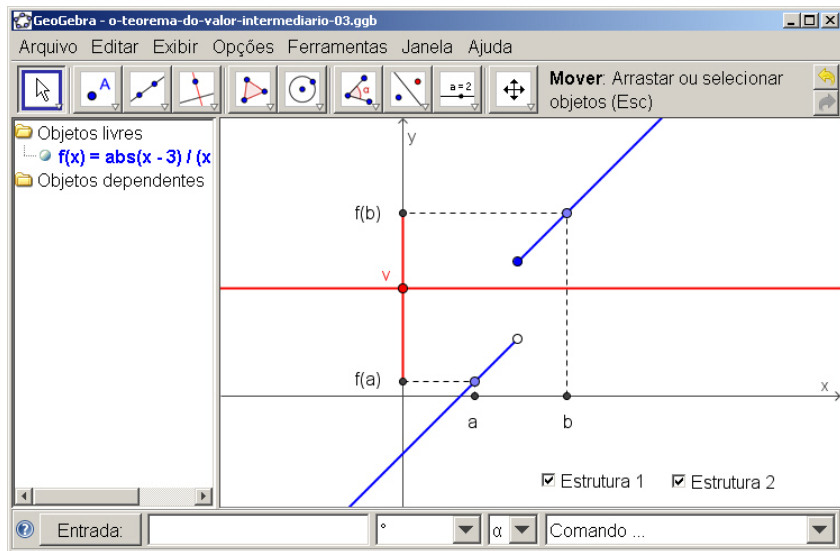 GeoGebra - o-teorema-do-valor-intermediario-03.ggb
Arquivo Editar Exibir Opções Ferramentas Janela Ajuda
A
α
a=2
Mover: Arrastar ou selecionar
objetos (Esc)
Objetos livres
f(x) = abs(x - 3) / (x
Objetos dependentes
y
f(b)
v
f(a)
x
a
b
Estrutura 1
Estrutura 2
Entrada:
°
α
Comando ...